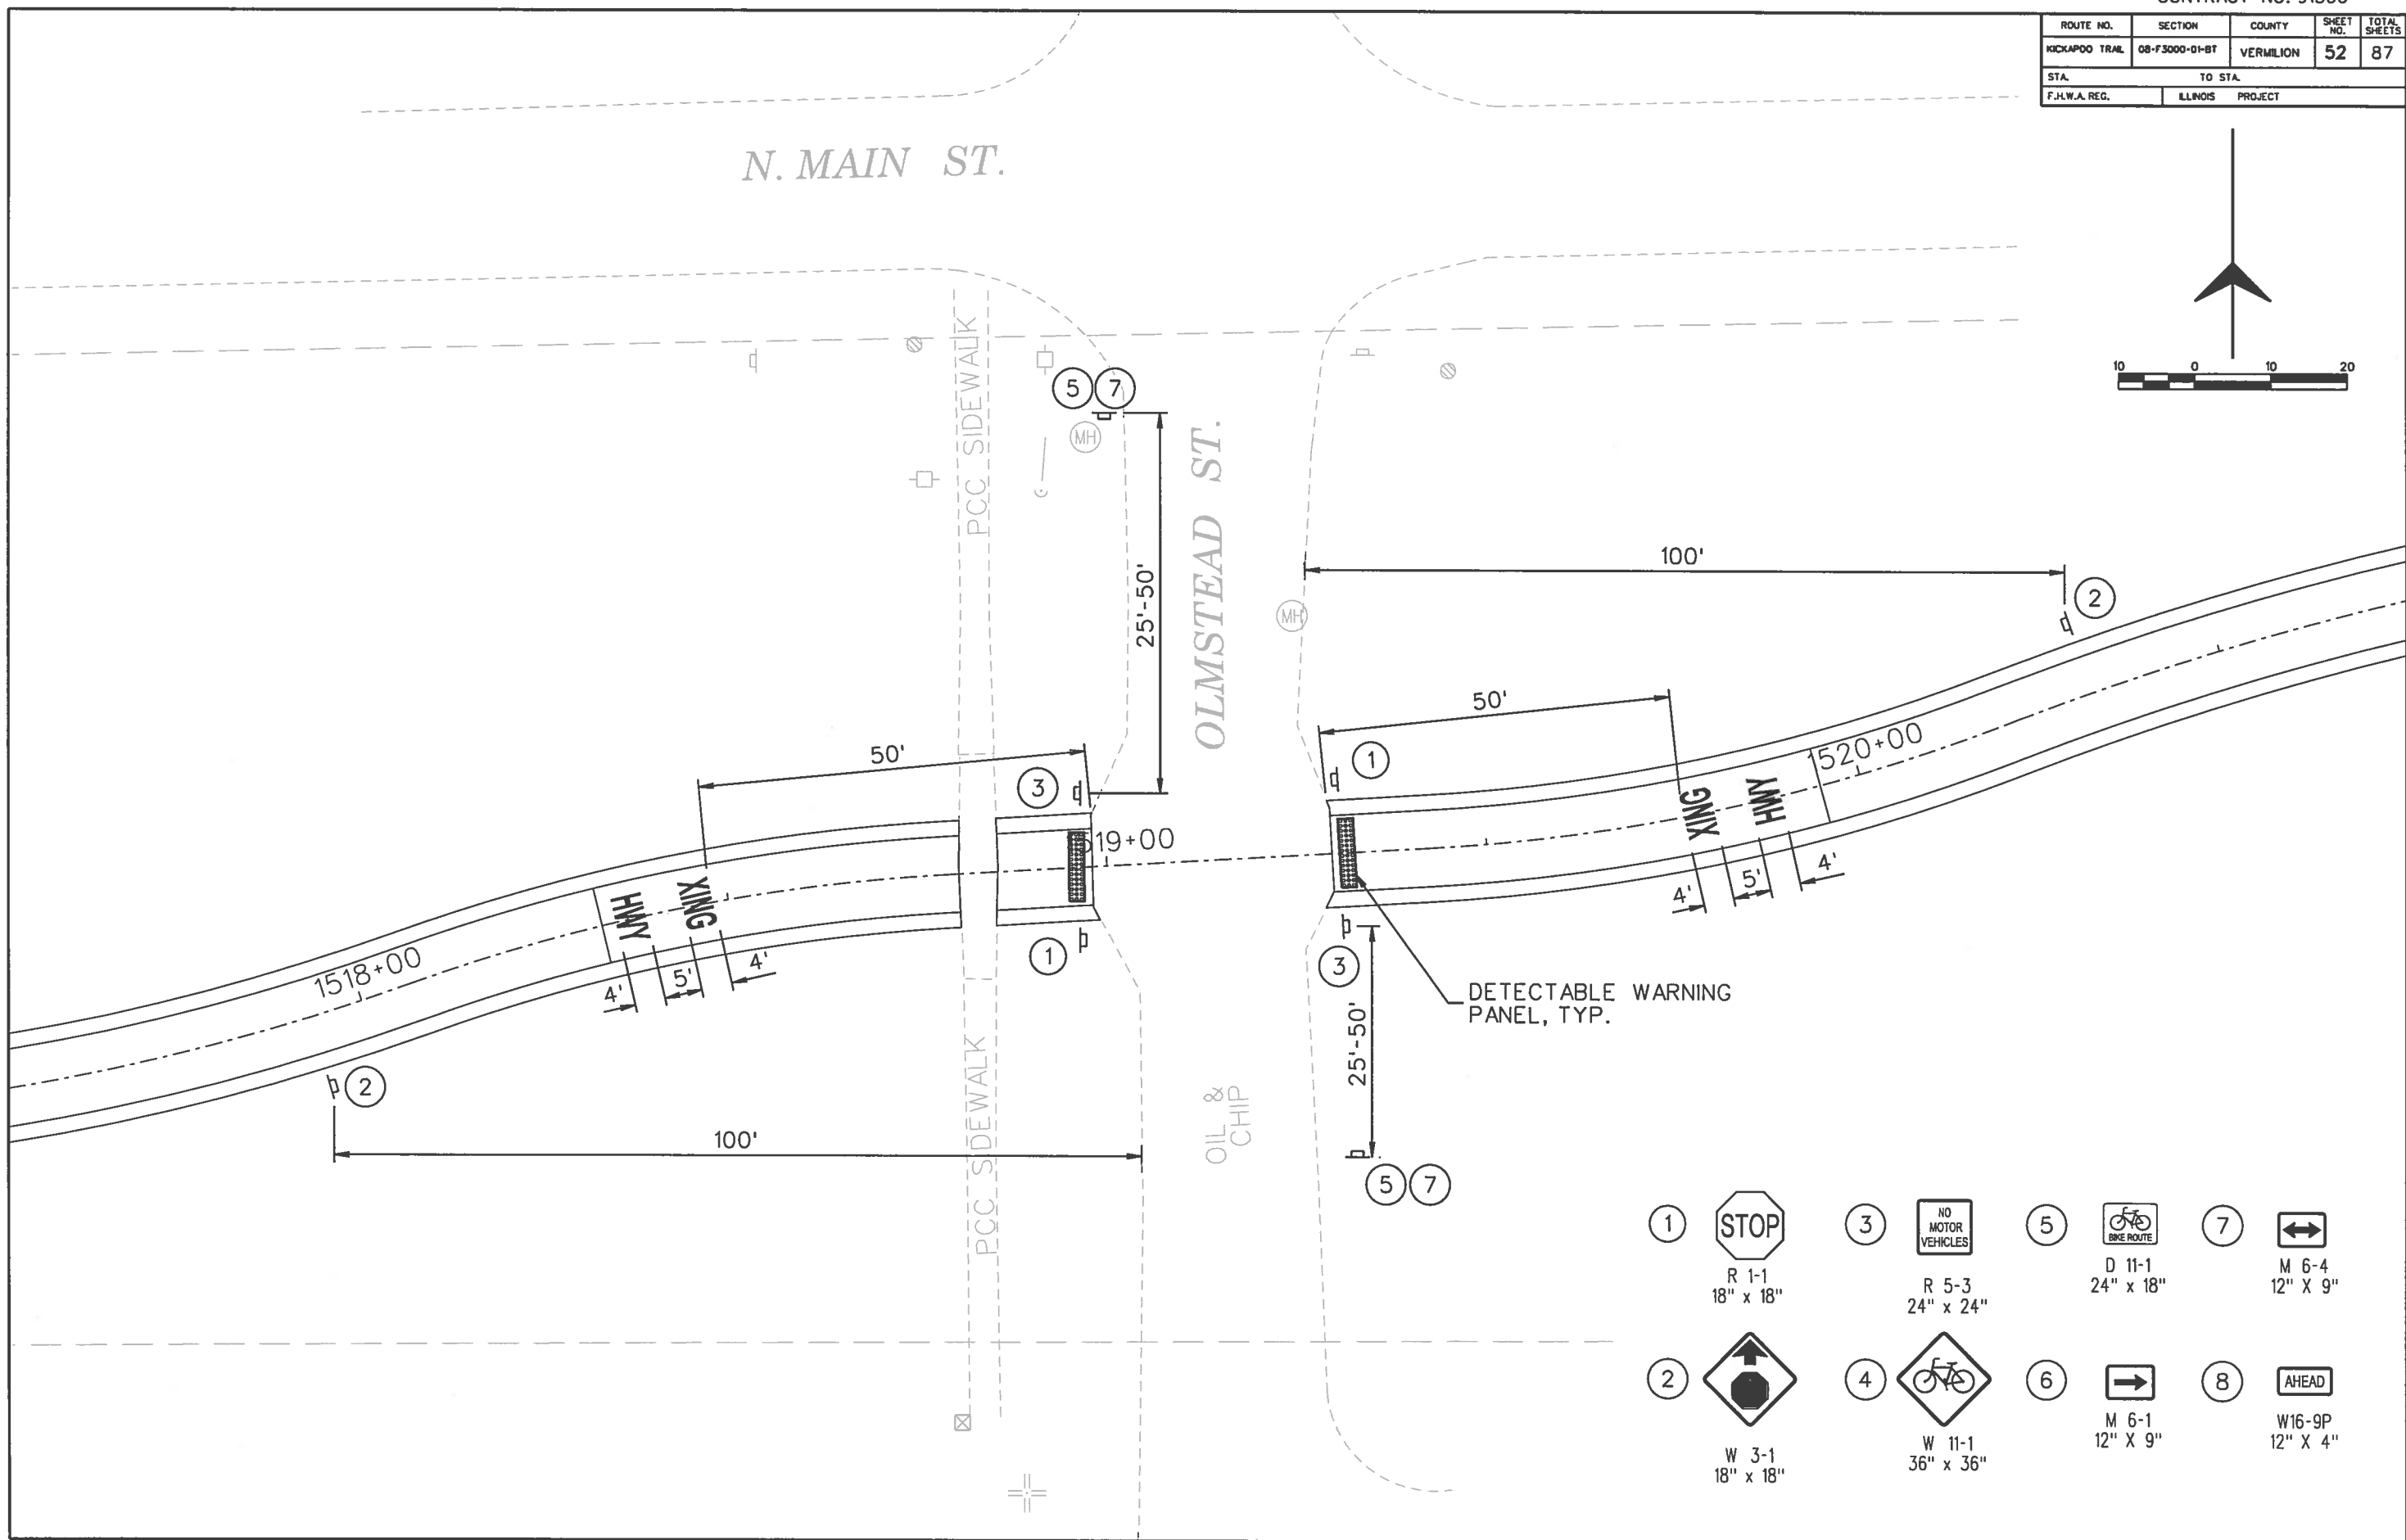 ROUTE NO. SECTION COUNTY SHEET NO. TOTAL SHEETS
KICKAPOO TRAIL 08-F3000-01-BT VERMILION 52 87
STA. TO STA.
F.H.W.A. REG. ILLINOIS PROJECT
N. MAIN ST.
10 0 10 20
PCC SIDEWALK
5 7
MH
OLMSTEAD ST.
25'-50'
100'
2
MH
50'
1
50'
3
1520+00
XING
HWY
19+00
4' 5' 4'
HWY
XING
1
3
1518+00
4' 5' 4'
DETECTABLE WARNING
PANEL, TYP.
25'-50'
2
100'
PCC SIDEWALK
OIL &
CHIP
5 7
1 STOP 3 NO MOTOR VEHICLES 5 BIKE ROUTE 7
R 1-1
18" x 18"
R 5-3
24" x 24"
D 11-1
24" x 18"
M 6-4
12" X 9"
2 4 6 8 AHEAD
W 3-1
18" x 18"
W 11-1
36" x 36"
M 6-1
12" X 9"
W16-9P
12" X 4"